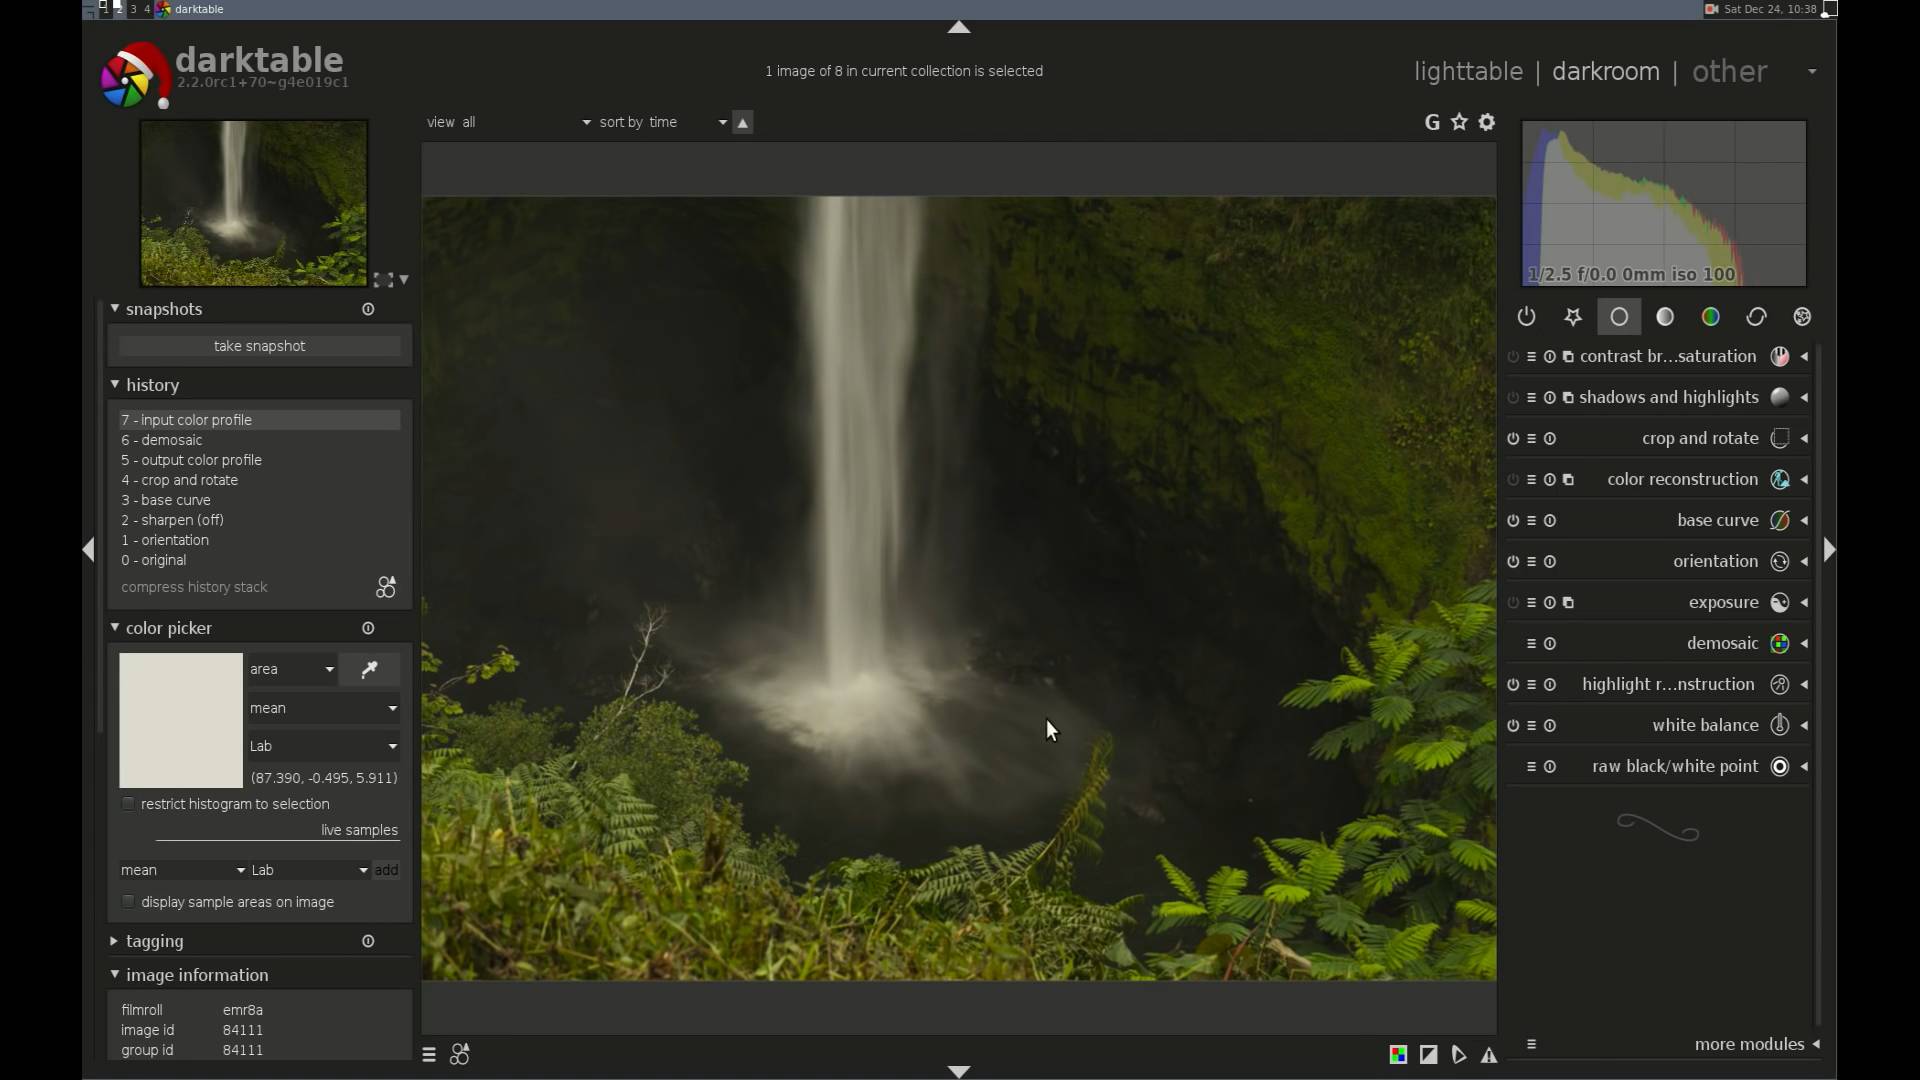 1 2 3 4 darktable
Sat Dec 24, 10:38
darktable
2.2.0rc1+70~g4e019c1
1 image of 8 in current collection is selected
lighttable | darkroom | other
view all
sort by time
G
1/2.5 f/0.0 0mm iso 100
snapshots
take snapshot
history
7 - input color profile
6 - demosaic
5 - output color profile
4 - crop and rotate
3 - base curve
2 - sharpen (off)
1 - orientation
0 - original
compress history stack
color picker
area
mean
Lab
(87.390, -0.495, 5.911)
restrict histogram to selection
live samples
mean Lab add
display sample areas on image
tagging
image information
filmroll emr8a
image id 84111
group id 84111
contrast br...saturation
shadows and highlights
crop and rotate
color reconstruction
base curve
orientation
exposure
demosaic
highlight r...nstruction
white balance
raw black/white point
more modules